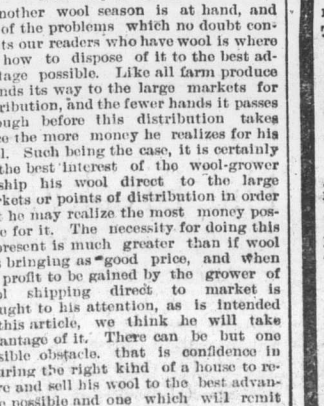 nother wool season is at hand, and
of the problems which no doubt con-
ts our readers who have wool is where
how to dispose of it to the best ad-
tage possible. Like all farm produce
nds its way to the large markets for
ribution, and the fewer hands it passes
ough before this distribution takes
ce the more money he realizes for his
l. Such being the case, it is certainly
the best interest of the wool-grower
ship his wool direct to the large
kets or points of distribution in order
t he may realize the most money pos-
e for it. The necessity for doing this
present is much greater than if wool
s bringing as good price, and when
profit to be gained by the grower of
ol shipping direct to market is
ught to his attention, as is intended
this article, we think he will take
antage of it. There can be but one
sible obstacle, that is confidence in
uring the right kind of a house to re-
ve and sell his wool to the best advan-
e possible and one which will remit